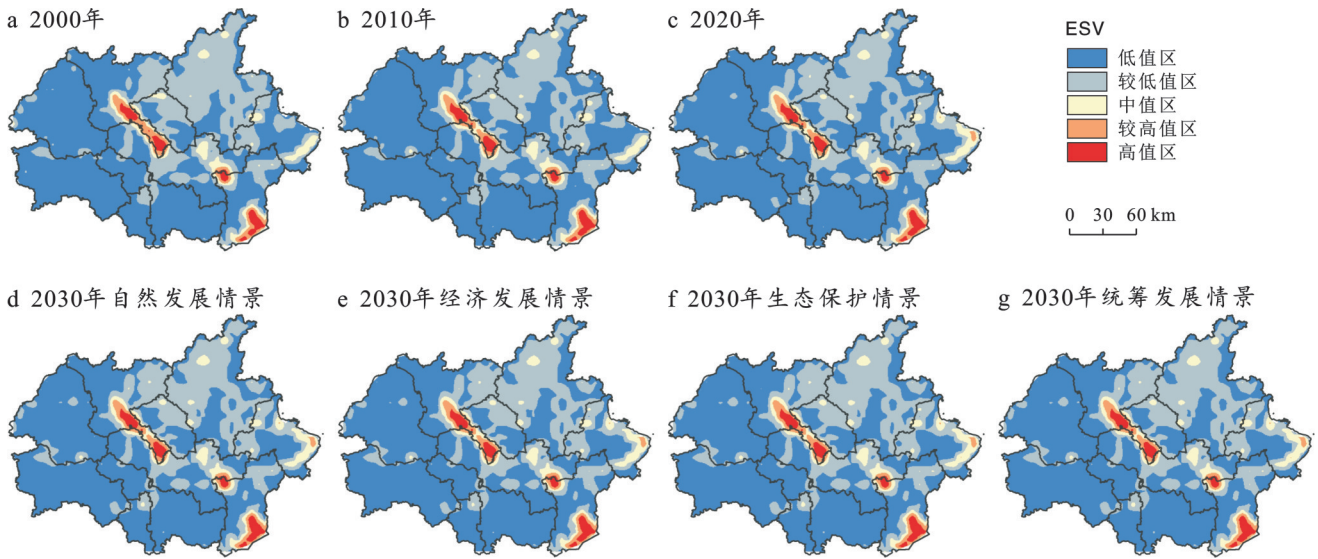 a 2000年
b 2010年
c 2020年
ESV
低值区
较低值区
中值区
较高值区
高值区
0 30 60 km
d 2030年自然发展情景
e 2030年经济发展情景
f 2030年生态保护情景
g 2030年统筹发展情景